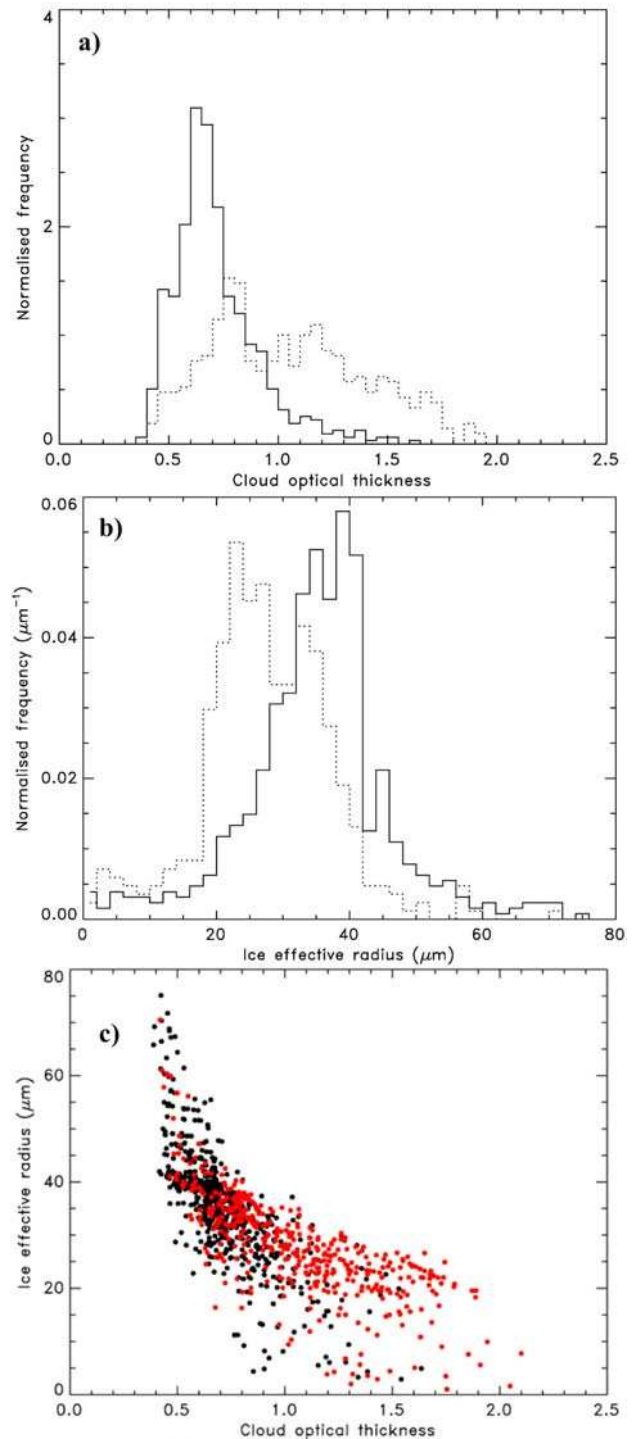 4
a)
Normalised frequency
2
0
0.0 0.5 1.0 1.5 2.0 2.5
Cloud optical thickness
0.06
b)
Normalised frequency (μm⁻¹)
0.04
0.02
0.00
0 20 40 60 80
Ice effective radius (μm)
80
c)
Ice effective radius (μm)
60
40
20
0
0.0 0.5 1.0 1.5 2.0 2.5
Cloud optical thickness